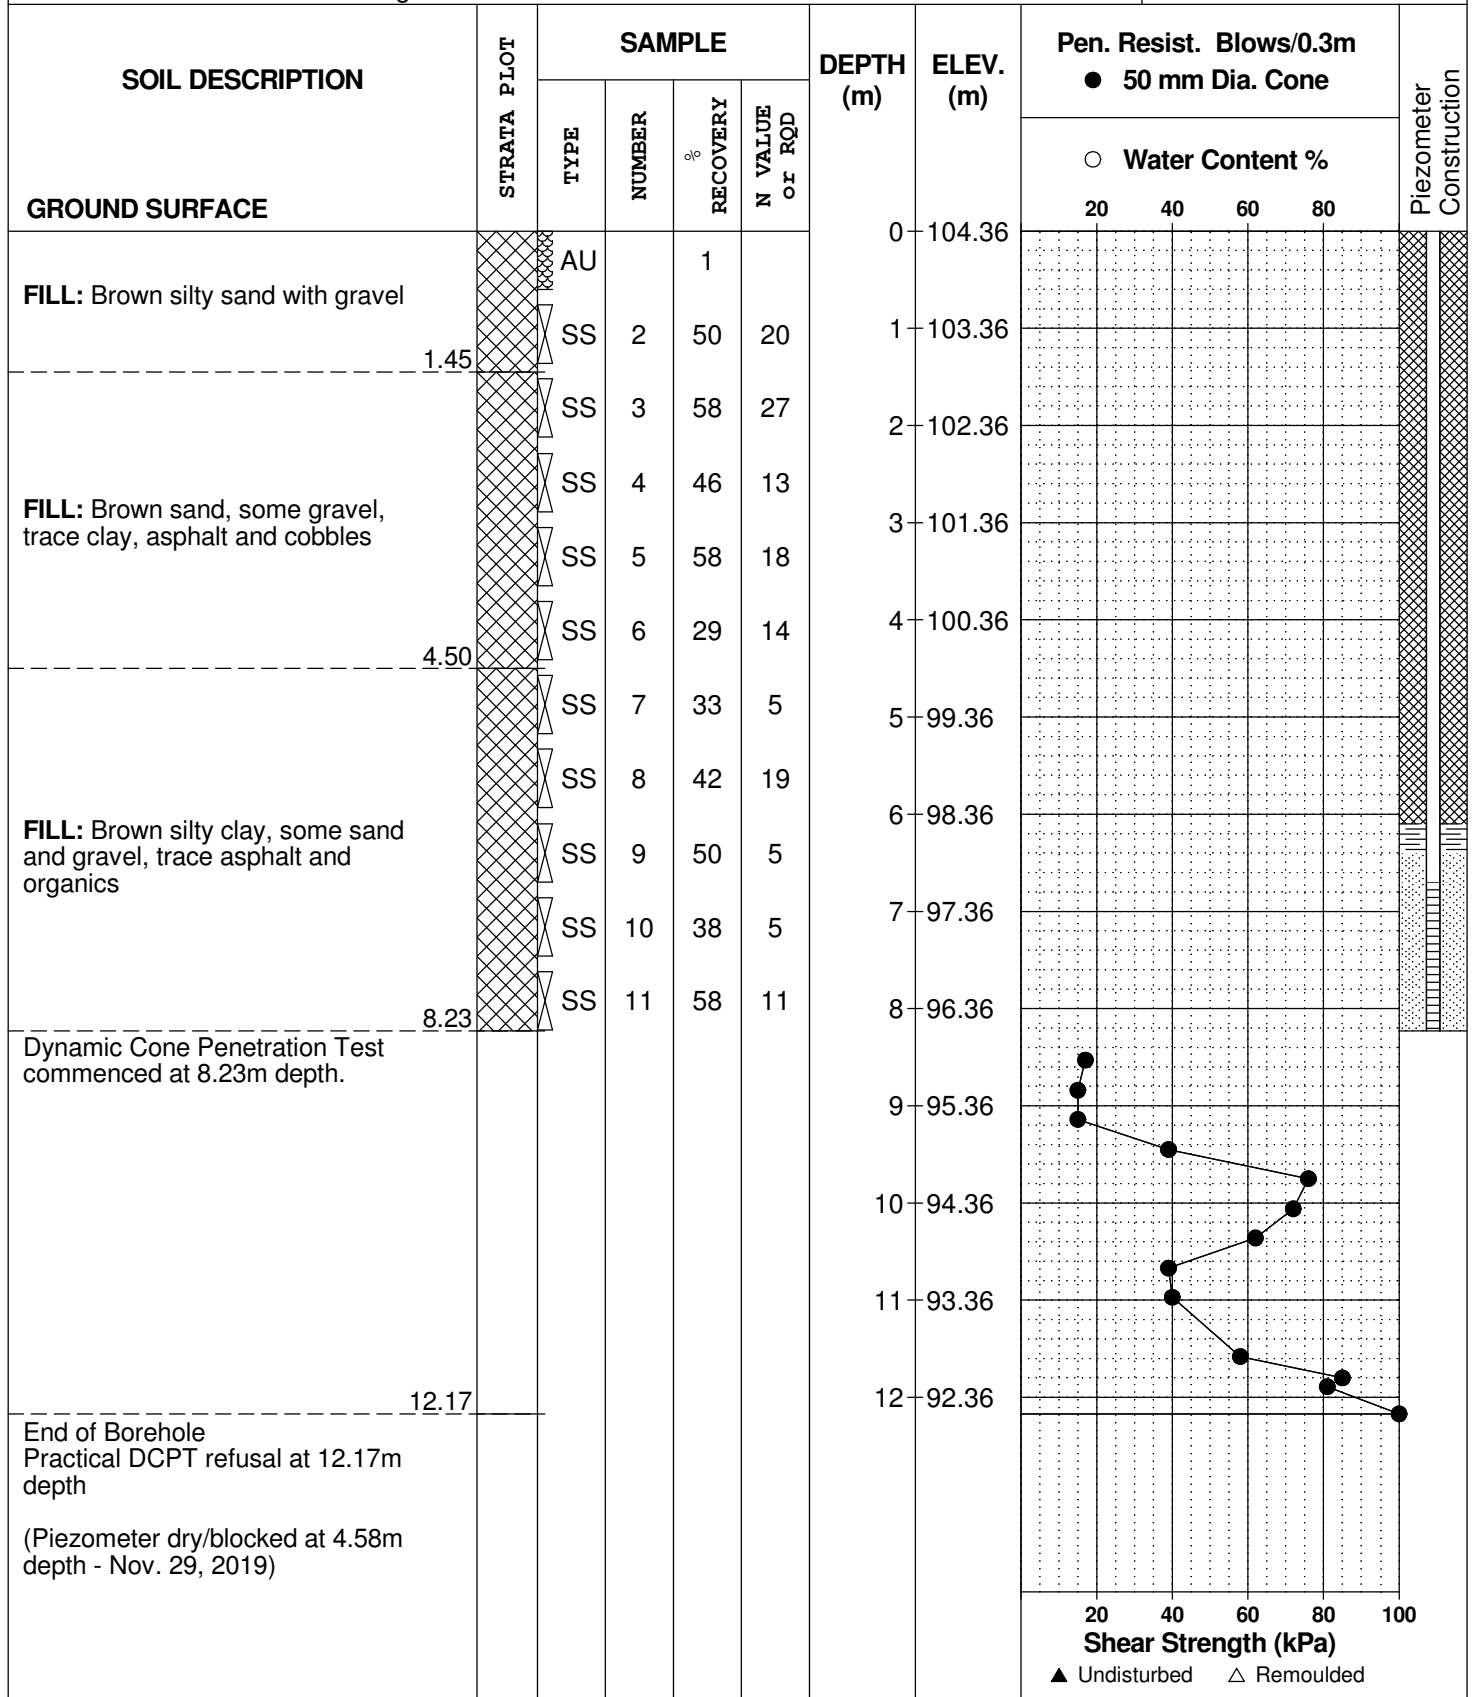 SOIL DESCRIPTION
GROUND SURFACE
STRATA PLOT
SAMPLE
TYPE
NUMBER
%
RECOVERY
N VALUE
or RQD
DEPTH
(m)
ELEV.
(m)
Pen. Resist. Blows/0.3m
● 50 mm Dia. Cone
○ Water Content %
20 40 60 80
Piezometer
Construction
0 104.36
AU 1
FILL: Brown silty sand with gravel
SS 2 50 20
1 103.36
1.45
SS 3 58 27
2 102.36
SS 4 46 13
FILL: Brown sand, some gravel,
trace clay, asphalt and cobbles
3 101.36
SS 5 58 18
4 100.36
SS 6 29 14
4.50
SS 7 33 5
5 99.36
SS 8 42 19
6 98.36
FILL: Brown silty clay, some sand
and gravel, trace asphalt and
organics
SS 9 50 5
7 97.36
SS 10 38 5
SS 11 58 11
8 96.36
8.23
Dynamic Cone Penetration Test
commenced at 8.23m depth.
9 95.36
10 94.36
11 93.36
12 92.36
12.17
End of Borehole
Practical DCPT refusal at 12.17m
depth
(Piezometer dry/blocked at 4.58m
depth - Nov. 29, 2019)
20 40 60 80 100
Shear Strength (kPa)
▲ Undisturbed △ Remoulded